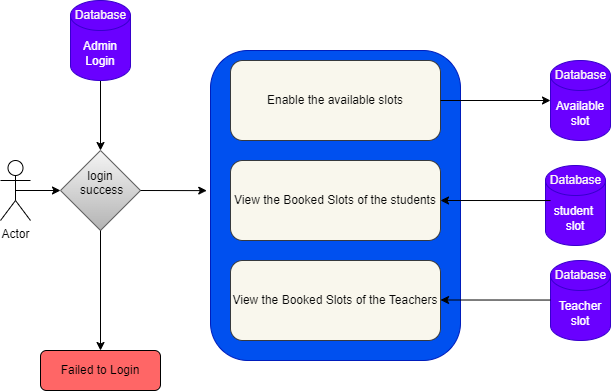 Database
Admin
Login
login
success
Actor
Failed to Login
Enable the available slots
View the Booked Slots of the students
View the Booked Slots of the Teachers
Database
Available
slot
Database
student
slot
Database
Teacher
slot